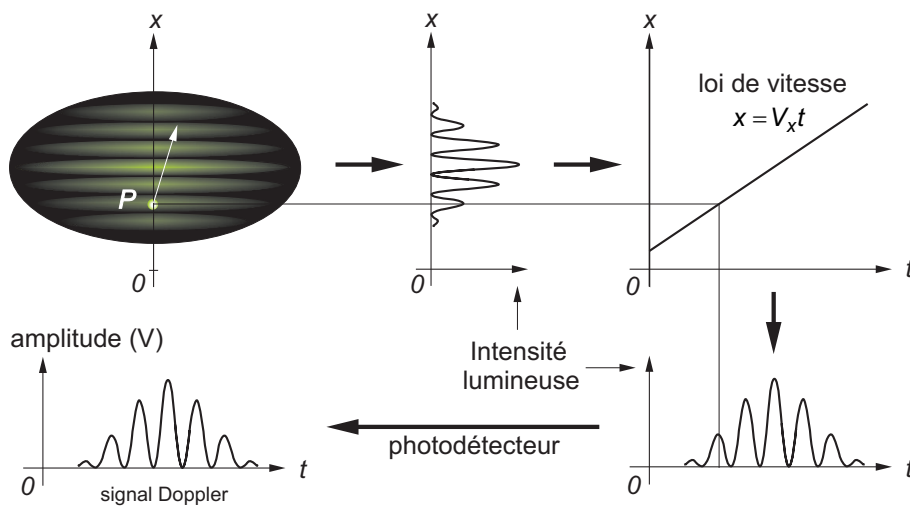 x
x
x
loi de vitesse
x = Vxt
P
0
0
0
t
amplitude (V)
Intensité
lumineuse
photodétecteur
0
t
0
t
signal Doppler